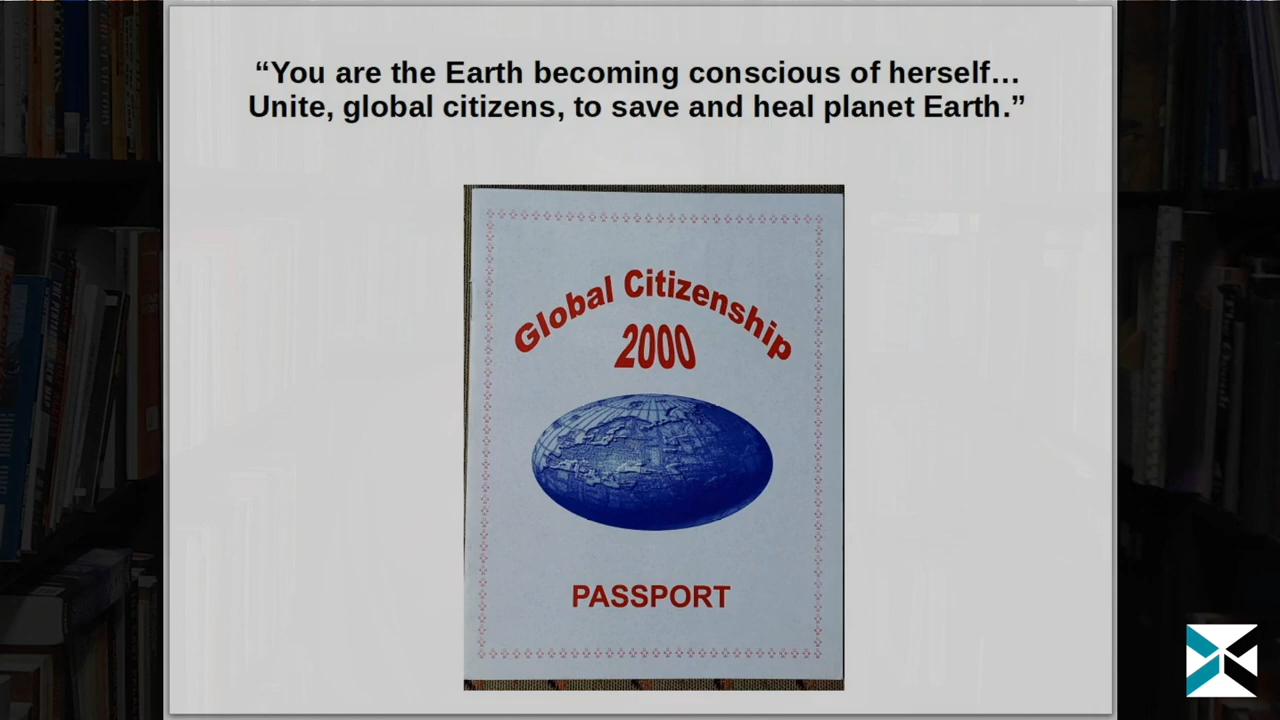 “You are the Earth becoming conscious of herself…
Unite, global citizens, to save and heal planet Earth.”
Global Citizenship
2000
PASSPORT